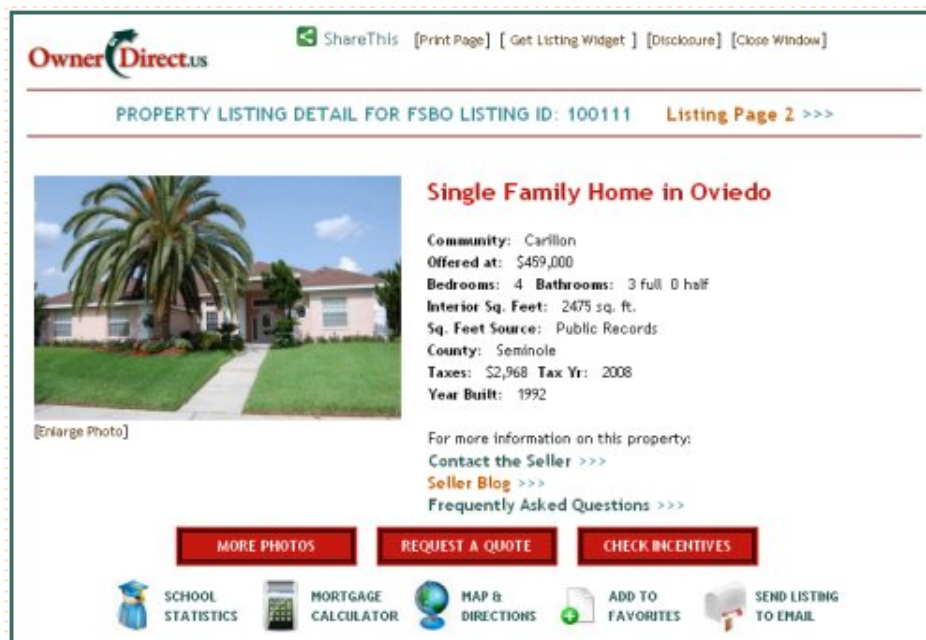 OwnerDirect.us
ShareThis [Print Page] [ Get Listing Widget ] [Disclosure] [Close Window]
PROPERTY LISTING DETAIL FOR FSBO LISTING ID: 100111 Listing Page 2 >>>
Single Family Home in Oviedo
Community: Carillon
Offered at: $459,000
Bedrooms: 4 Bathrooms: 3 full 0 half
Interior Sq. Feet: 2475 sq. ft.
Sq. Feet Source: Public Records
County: Seminole
Taxes: $2,968 Tax Yr: 2008
Year Built: 1992
[Enlarge Photo]
For more information on this property:
Contact the Seller >>>
Seller Blog >>>
Frequently Asked Questions >>>
MORE PHOTOS REQUEST A QUOTE CHECK INCENTIVES
SCHOOL STATISTICS
MORTGAGE CALCULATOR
MAP & DIRECTIONS
ADD TO FAVORITES
SEND LISTING TO EMAIL